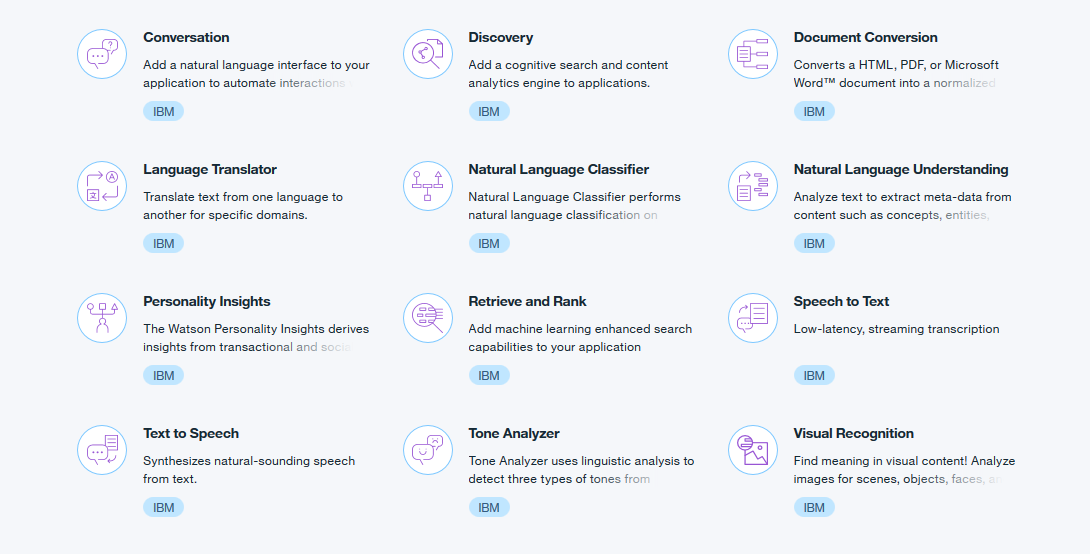 Conversation
Add a natural language interface to your
application to automate interactions
IBM
Discovery
Add a cognitive search and content
analytics engine to applications.
IBM
Document Conversion
Converts a HTML, PDF, or Microsoft
Word™ document into a normalized
IBM
Language Translator
Translate text from one language to
another for specific domains.
IBM
Natural Language Classifier
Natural Language Classifier performs
natural language classification on
IBM
Natural Language Understanding
Analyze text to extract meta-data from
content such as concepts, entities,
IBM
Personality Insights
The Watson Personality Insights derives
insights from transactional and socia
IBM
Retrieve and Rank
Add machine learning enhanced search
capabilities to your application
IBM
Speech to Text
Low-latency, streaming transcription
IBM
Text to Speech
Synthesizes natural-sounding speech
from text.
IBM
Tone Analyzer
Tone Analyzer uses linguistic analysis to
detect three types of tones from
IBM
Visual Recognition
Find meaning in visual content! Analyze
images for scenes, objects, faces,
IBM